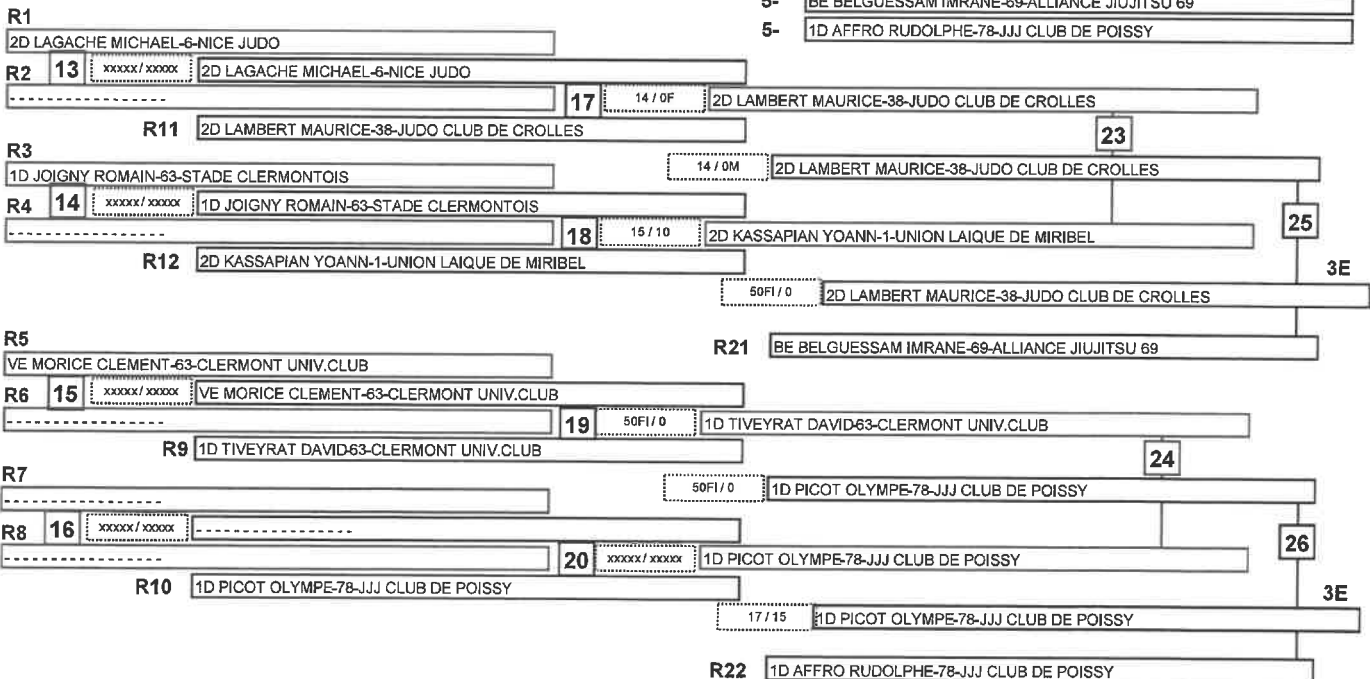 5- BE BELGUESSAM IMRANE-69-ALLIANCE JIUJITSU 69
5- 1D AFFRO RUDOLPHE-78-JJJ CLUB DE POISSY
R1
2D LAGACHE MICHAEL-6-NICE JUDO
R2 13 xxxxx/xxxxx 2D LAGACHE MICHAEL-6-NICE JUDO
---------------- 17 14 / 0F 2D LAMBERT MAURICE-38-JUDO CLUB DE CROLLES
R11 2D LAMBERT MAURICE-38-JUDO CLUB DE CROLLES
23
R3
14 / 0M 2D LAMBERT MAURICE-38-JUDO CLUB DE CROLLES
1D JOIGNY ROMAIN-63-STADE CLERMONTOIS
R4 14 xxxxx/xxxxx 1D JOIGNY ROMAIN-63-STADE CLERMONTOIS
25
---------------- 18 15 / 10 2D KASSAPIAN YOANN-1-UNION LAIQUE DE MIRIBEL
R12 2D KASSAPIAN YOANN-1-UNION LAIQUE DE MIRIBEL
3E
50FI / 0 2D LAMBERT MAURICE-38-JUDO CLUB DE CROLLES
R5
R21 BE BELGUESSAM IMRANE-69-ALLIANCE JIUJITSU 69
VE MORICE CLEMENT-63-CLERMONT UNIV.CLUB
R6 15 xxxxx/xxxxx VE MORICE CLEMENT-63-CLERMONT UNIV.CLUB
---------------- 19 50FI / 0 1D TIVEYRAT DAVID-63-CLERMONT UNIV.CLUB
R9 1D TIVEYRAT DAVID-63-CLERMONT UNIV.CLUB
24
R7
50FI / 0 1D PICOT OLYMPE-78-JJJ CLUB DE POISSY
----------------
R8 16 xxxxx/xxxxx ----------------
26
---------------- 20 xxxxx/xxxxx 1D PICOT OLYMPE-78-JJJ CLUB DE POISSY
R10 1D PICOT OLYMPE-78-JJJ CLUB DE POISSY
3E
17 / 15 1D PICOT OLYMPE-78-JJJ CLUB DE POISSY
R22 1D AFFRO RUDOLPHE-78-JJJ CLUB DE POISSY